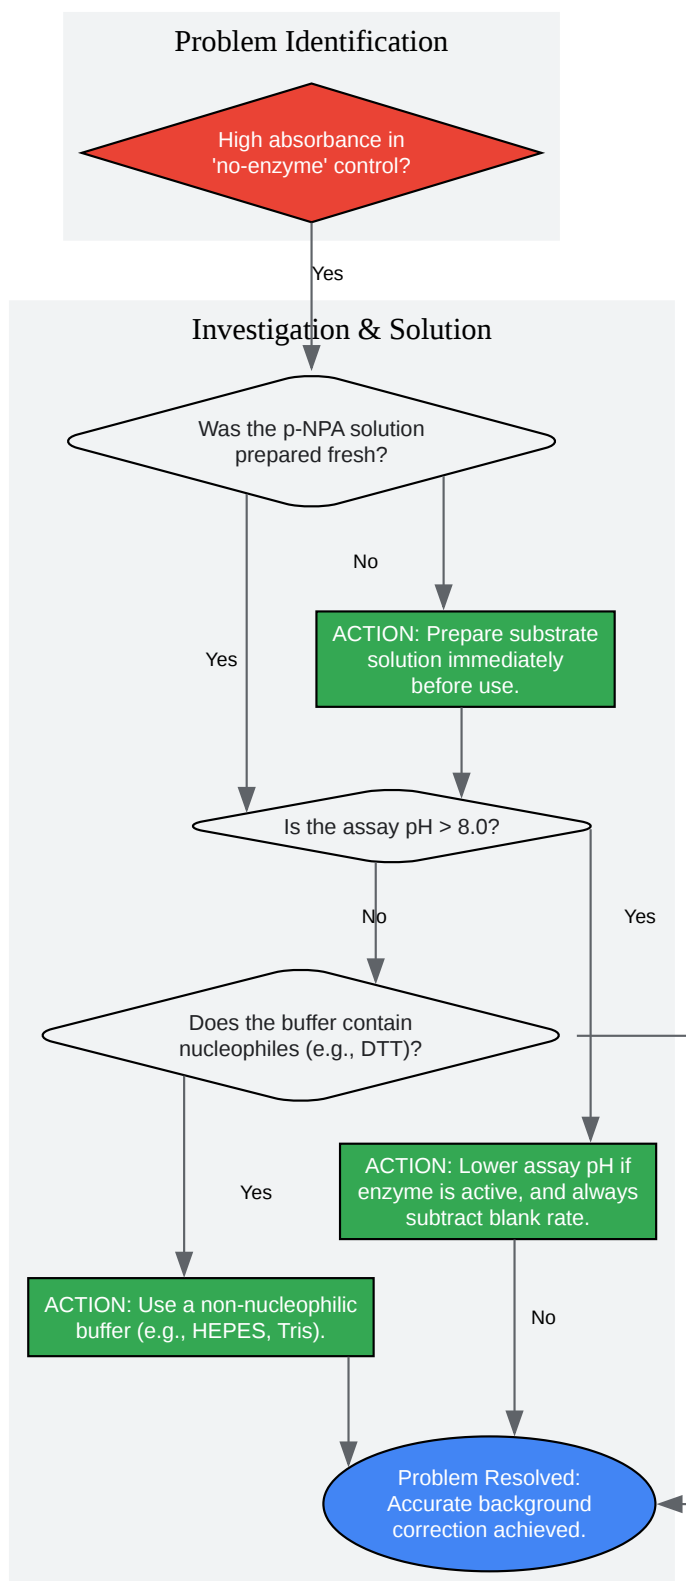 Problem Identification
High absorbance in
'no-enzyme' control?
Yes
Investigation & Solution
Was the p-NPA solution
prepared fresh?
No
ACTION: Prepare substrate
solution immediately
before use.
Yes
Is the assay pH > 8.0?
No
Yes
Does the buffer contain
nucleophiles (e.g., DTT)?
ACTION: Lower assay pH if
enzyme is active, and always
subtract blank rate.
Yes
ACTION: Use a non-nucleophilic
buffer (e.g., HEPES, Tris).
No
Problem Resolved:
Accurate background
correction achieved.